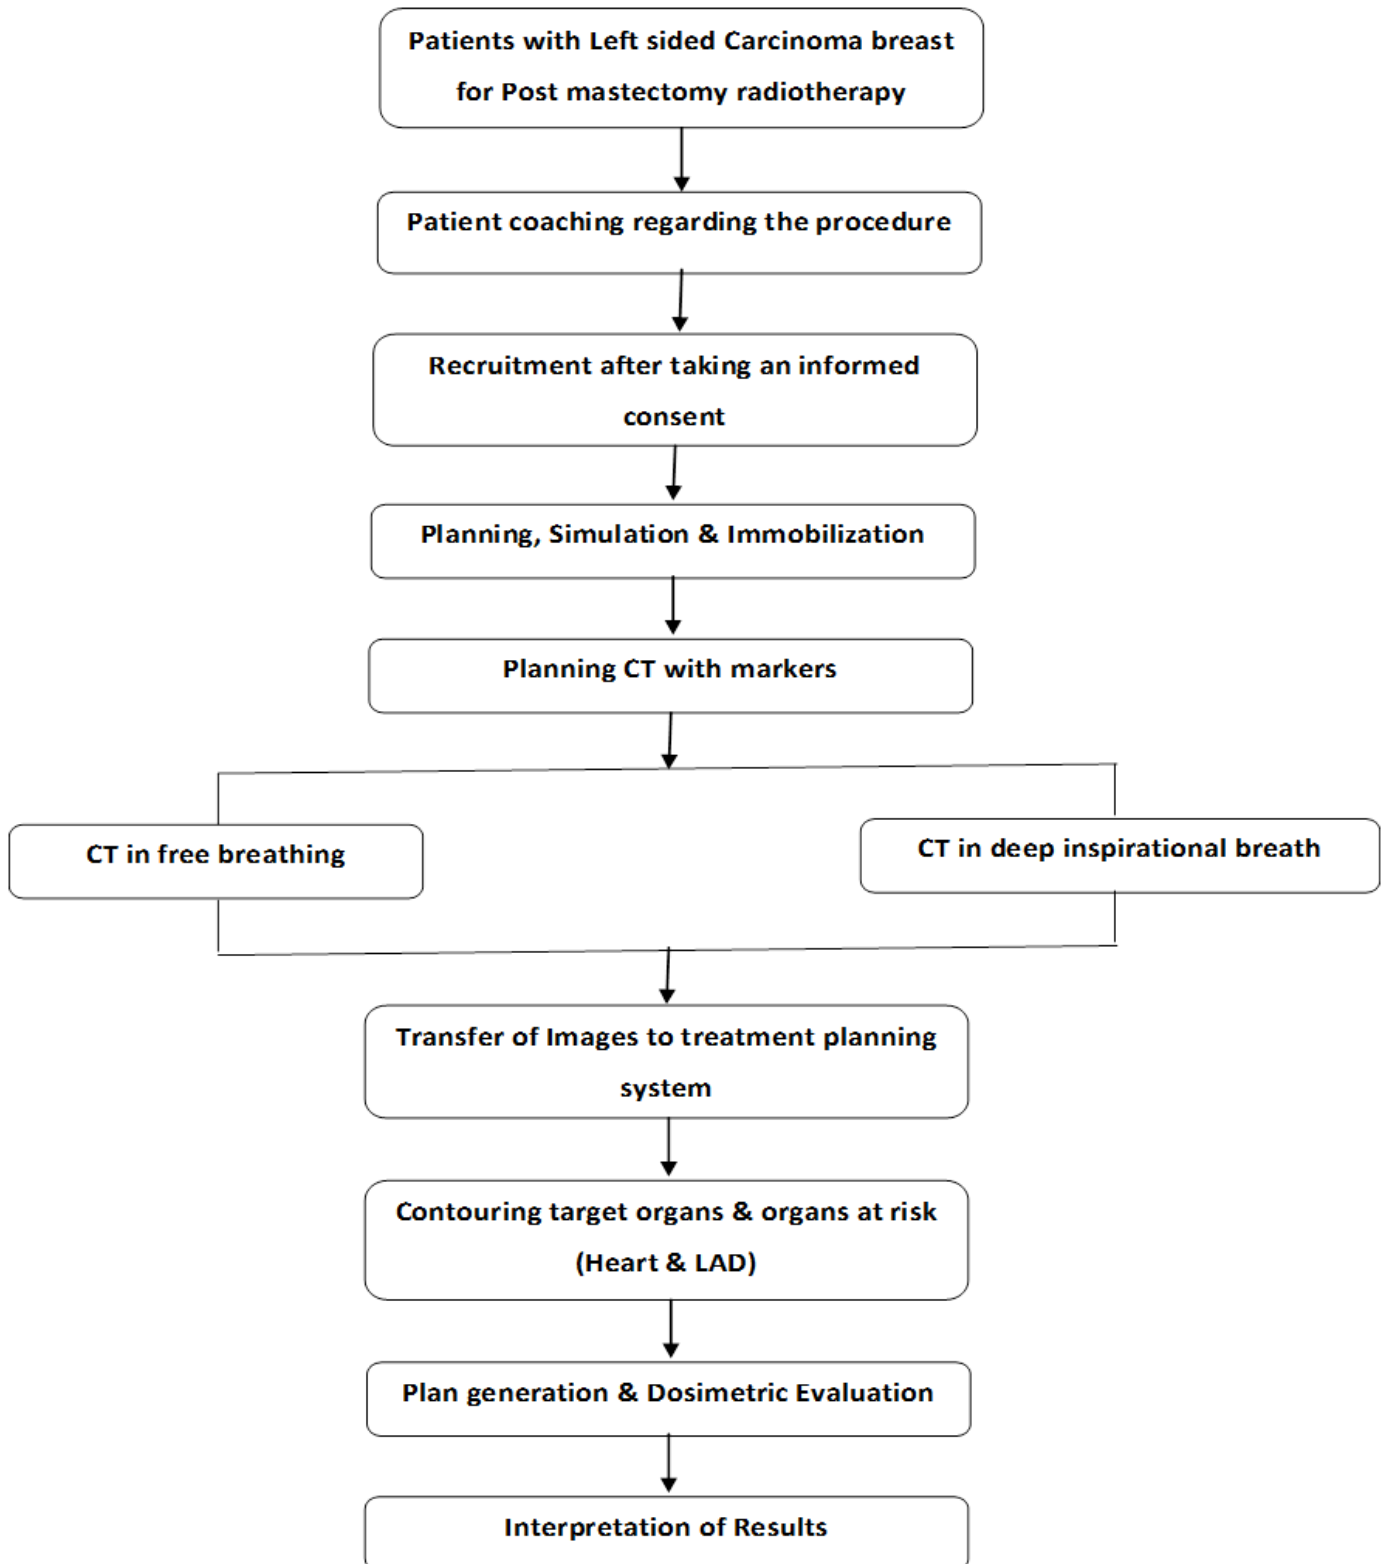 Patients with Left sided Carcinoma breast
for Post mastectomy radiotherapy
Patient coaching regarding the procedure
Recruitment after taking an informed
consent
Planning, Simulation & Immobilization
Planning CT with markers
CT in free breathing
CT in deep inspirational breath
Transfer of Images to treatment planning
system
Contouring target organs & organs at risk
(Heart & LAD)
Plan generation & Dosimetric Evaluation
Interpretation of Results